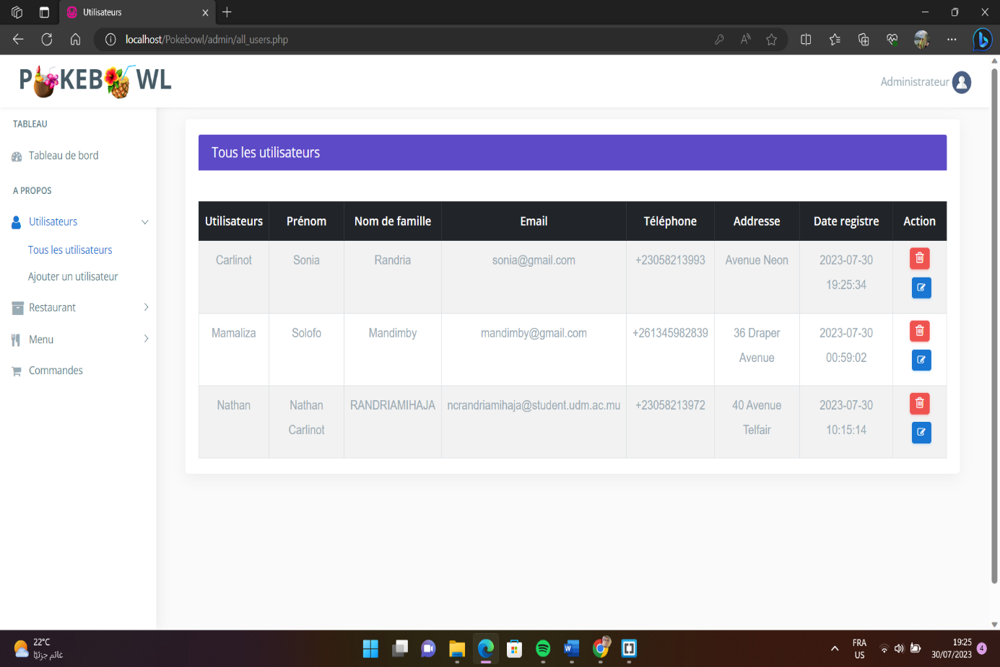 Utilisateurs
localhost/Pokebowl/admin/all_users.php
POKEBOWL
Administrateur
TABLEAU
Tableau de bord
A PROPOS
Utilisateurs
Tous les utilisateurs
Ajouter un utilisateur
Restaurant
Menu
Commandes
Tous les utilisateurs
Utilisateurs Prénom Nom de famille Email Téléphone Addresse Date registre Action
Carlinot Sonia Randria sonia@gmail.com +23058213993 Avenue Neon 2023-07-30
19:25:34
Mamaliza Solofo Mandimby mandimby@gmail.com +261345982839 36 Draper 2023-07-30
Avenue 00:59:02
Nathan Nathan RANDRIAMIHAJA ncrandriamihaja@student.udm.ac.mu +23058213972 40 Avenue 2023-07-30
Carlinot Telfair 10:15:14
22°C
غائم جزئيًا
FRA
US
19:25
30/07/2023
4